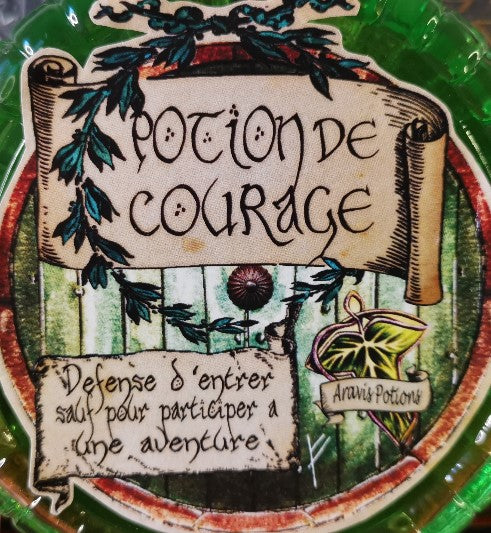 POTION DE
COURAGE
Defense d'entrer
sauf pour participer a
une aventure
Aravis Potions